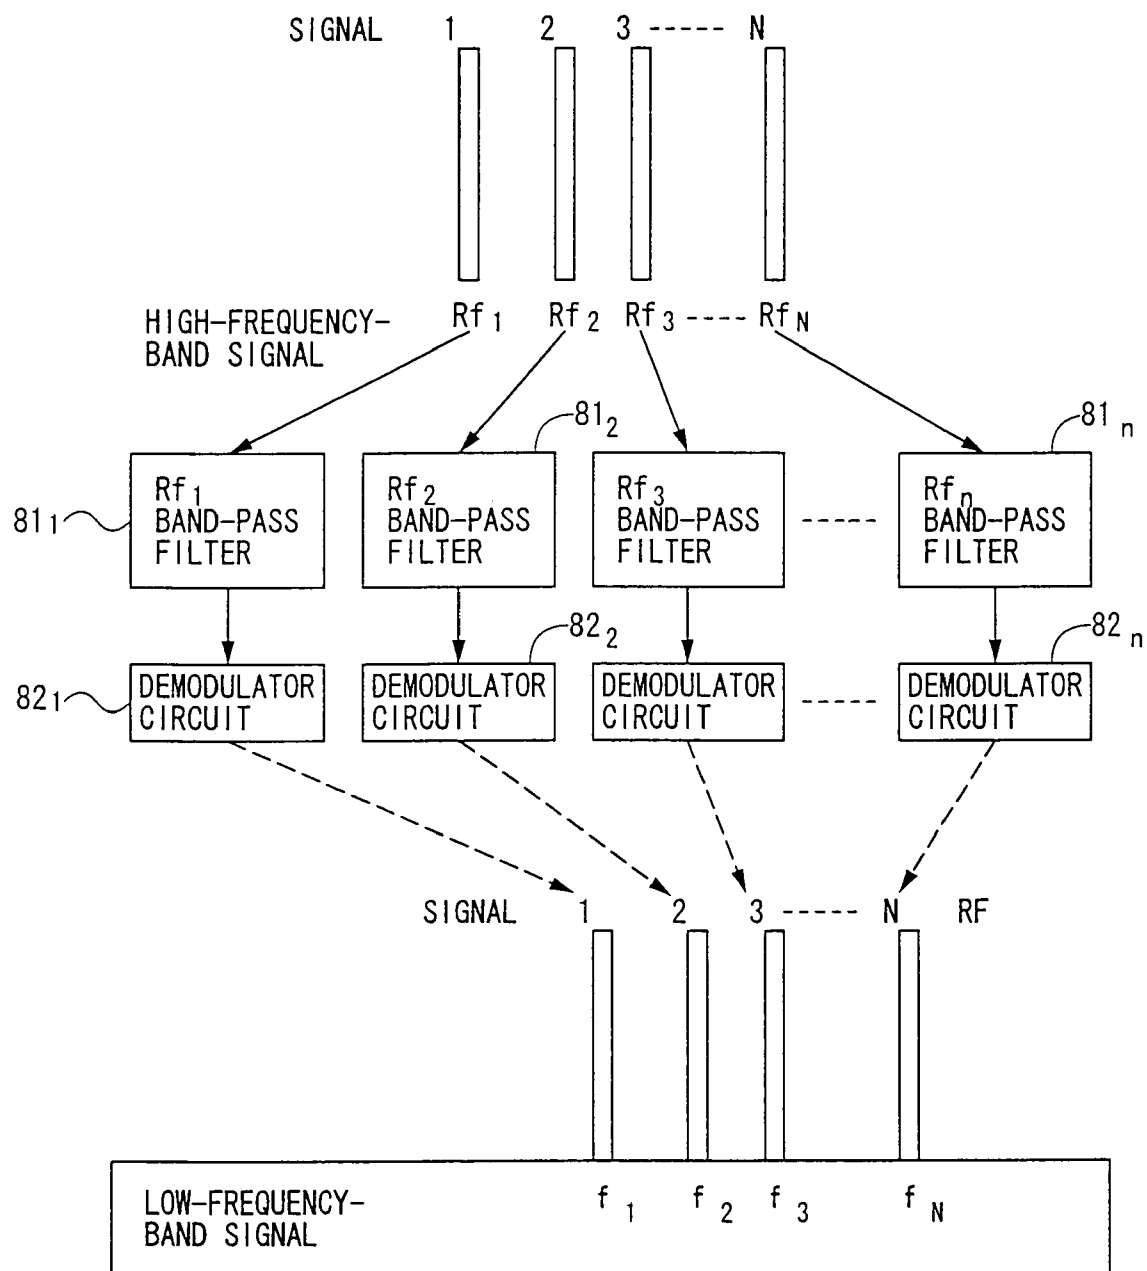 SIGNAL 1 2 3 ----- N
HIGH-FREQUENCY-
BAND SIGNAL
Rf1 Rf2 Rf3 ---- RfN
812 81n
811
Rf1
BAND-PASS
FILTER
Rf2
BAND-PASS
FILTER
Rf3
BAND-PASS
FILTER
-----
Rfn
BAND-PASS
FILTER
822 82n
821
DEMODULATOR
CIRCUIT
DEMODULATOR
CIRCUIT
DEMODULATOR
CIRCUIT
-----
DEMODULATOR
CIRCUIT
SIGNAL 1 2 3 ----- N RF
LOW-FREQUENCY-
BAND SIGNAL
f1 f2 f3 fN